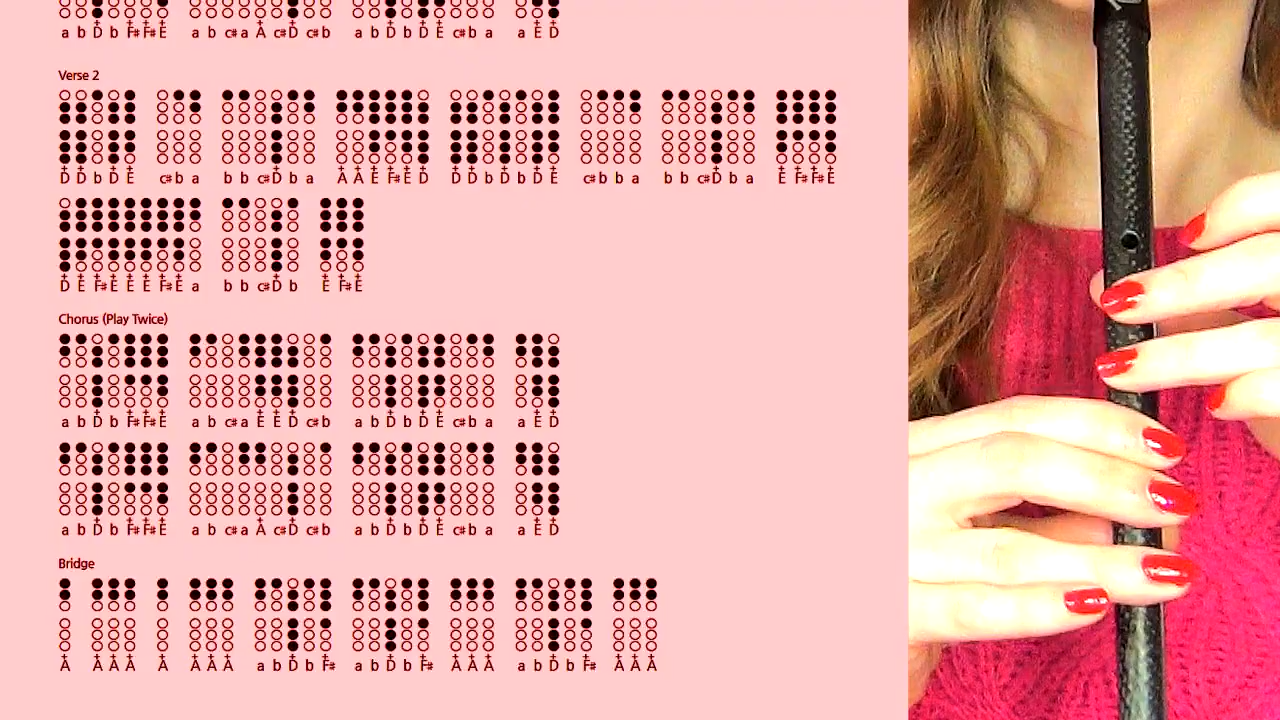 a b D b F# F# E a b c# a A c# D c# b a b D b D E c# b a a E D
Verse 2
D D b D E c# b a b b c# D b a A A E F# E D D D b D b D E c# b b a b b c# D b a E F# F# E
D E F# E E E F# E a b b c# D b E F# E
Chorus (Play Twice)
a b D b F# F# E a b c# a E E D c# b a b D b D E c# b a a E D
a b D b F# F# E a b c# a A c# D c# b a b D b D E c# b a a E D
Bridge
A A A A A A A A a b D b F# a b D b F# A A A a b D b F# A A A